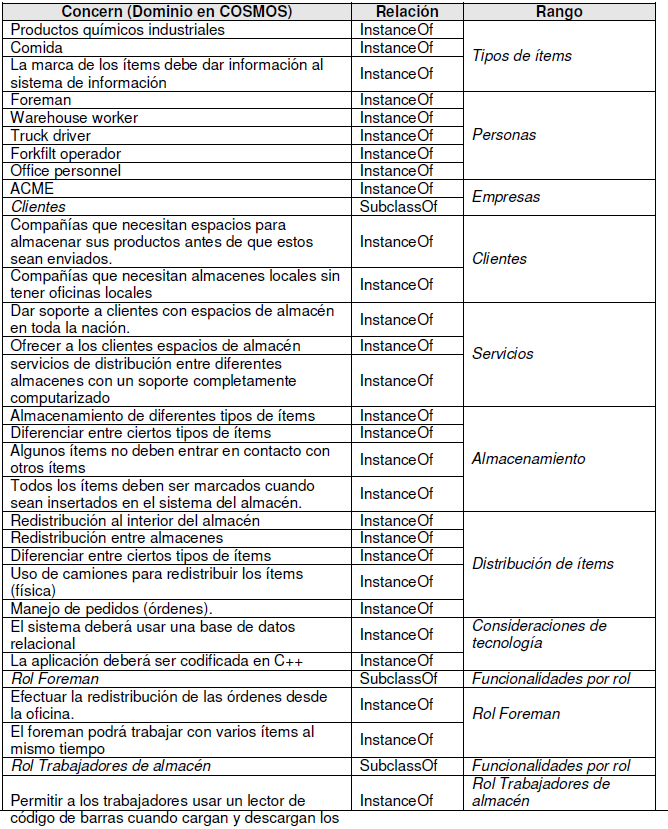 Concern (Dominio en COSMOS) Relación Rango
Productos químicos industriales InstanceOf
Comida InstanceOf
Tipos de ítems
La marca de los ítems debe dar información al
sistema de información
InstanceOf
Foreman InstanceOf
Warehouse worker InstanceOf
Truck driver InstanceOf
Personas
Forkfilt operador InstanceOf
Office personnel InstanceOf
ACME InstanceOf
Empresas
Clientes SubclassOf
Compañías que necesitan espacios para
almacenar sus productos antes de que estos
sean enviados.
InstanceOf
Clientes
Compañías que necesitan almacenes locales sin
tener oficinas locales
InstanceOf
Dar soporte a clientes con espacios de almacén
en toda la nación.
InstanceOf
Ofrecer a los clientes espacios de almacén InstanceOf
Servicios
servicios de distribución entre diferentes
almacenes con un soporte completamente
computarizado
InstanceOf
Almacenamiento de diferentes tipos de ítems InstanceOf
Diferenciar entre ciertos tipos de ítems InstanceOf
Algunos ítems no deben entrar en contacto con
otros ítems
InstanceOf
Almacenamiento
Todos los ítems deben ser marcados cuando
sean insertados en el sistema del almacén.
InstanceOf
Redistribución al interior del almacén InstanceOf
Redistribución entre almacenes InstanceOf
Diferenciar entre ciertos tipos de ítems InstanceOf
Distribución de ítems
Uso de camiones para redistribuir los ítems
(física)
InstanceOf
Manejo de pedidos (órdenes). InstanceOf
El sistema deberá usar una base de datos
relacional
InstanceOf
Consideraciones de
tecnología
La aplicación deberá ser codificada en C++ InstanceOf
Rol Foreman SubclassOf Funcionalidades por rol
Efectuar la redistribución de las órdenes desde
la oficina.
InstanceOf
Rol Foreman
El foreman podrá trabajar con varios ítems al
mismo tiempo
InstanceOf
Rol Trabajadores de almacén SubclassOf Funcionalidades por rol
Rol Trabajadores de
almacén
Permitir a los trabajadores usar un lector de
código de barras cuando cargan y descargan los
InstanceOf